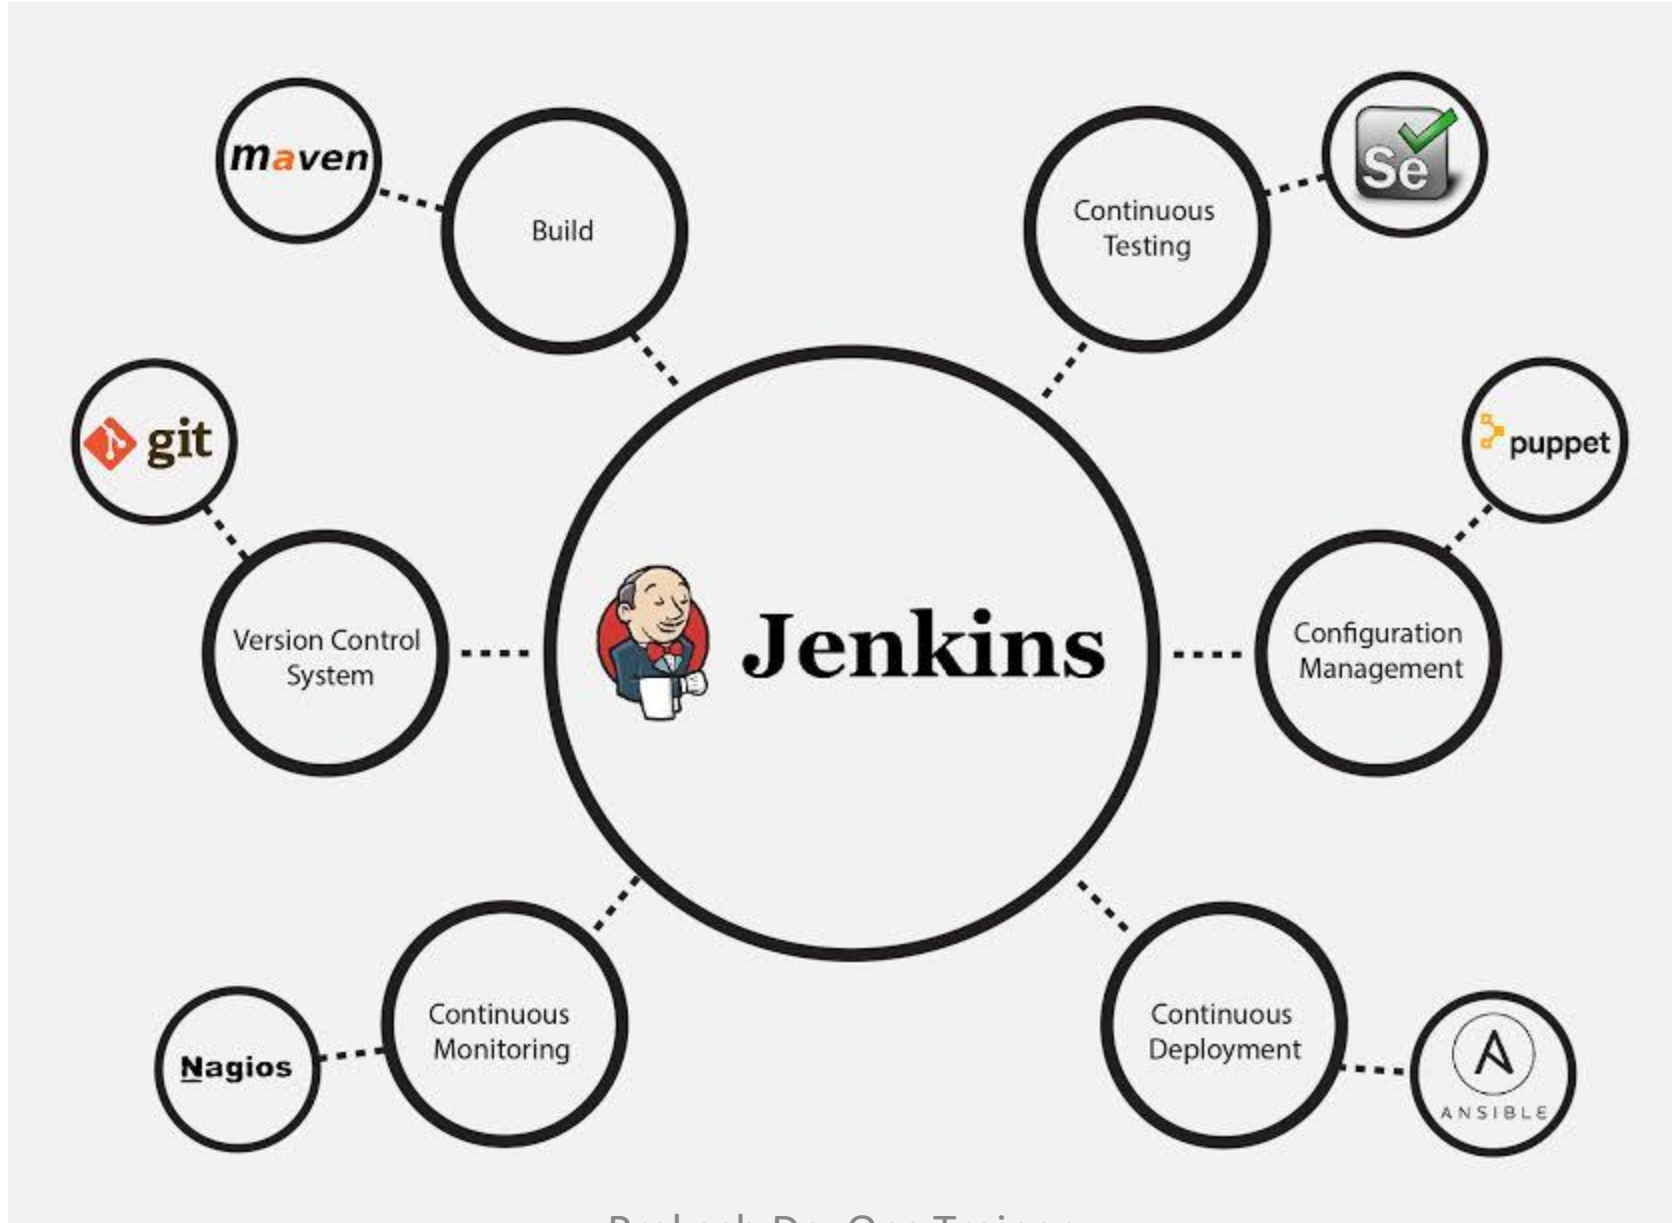 maven
Build
Continuous
Testing
Se
git
puppet
Version Control
System
Jenkins
Configuration
Management
Continuous
Monitoring
Nagios
Continuous
Deployment
A
ANSIBLE